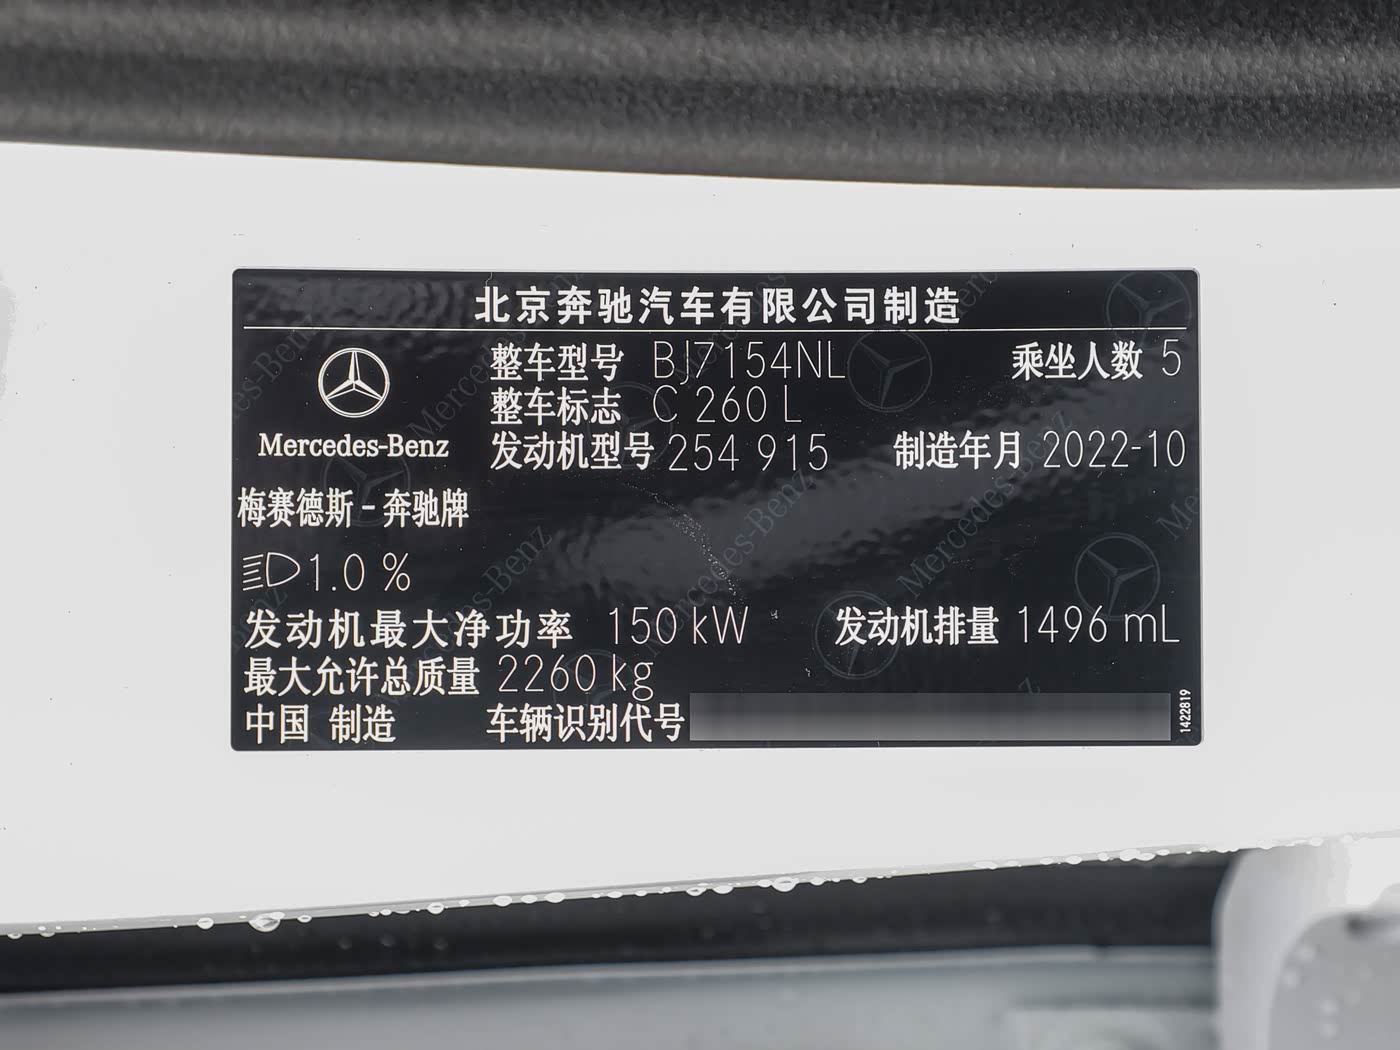 北京奔驰汽车有限公司制造
整车型号 BJ7154NL 乘坐人数 5
整车标志 C 260 L
Mercedes-Benz
发动机型号 254 915 制造年月 2022-10
梅赛德斯-奔驰牌
1.0 %
发动机最大净功率 150 kW 发动机排量 1496 mL
最大允许总质量 2260 kg
中国 制造 车辆识别代号
1422819